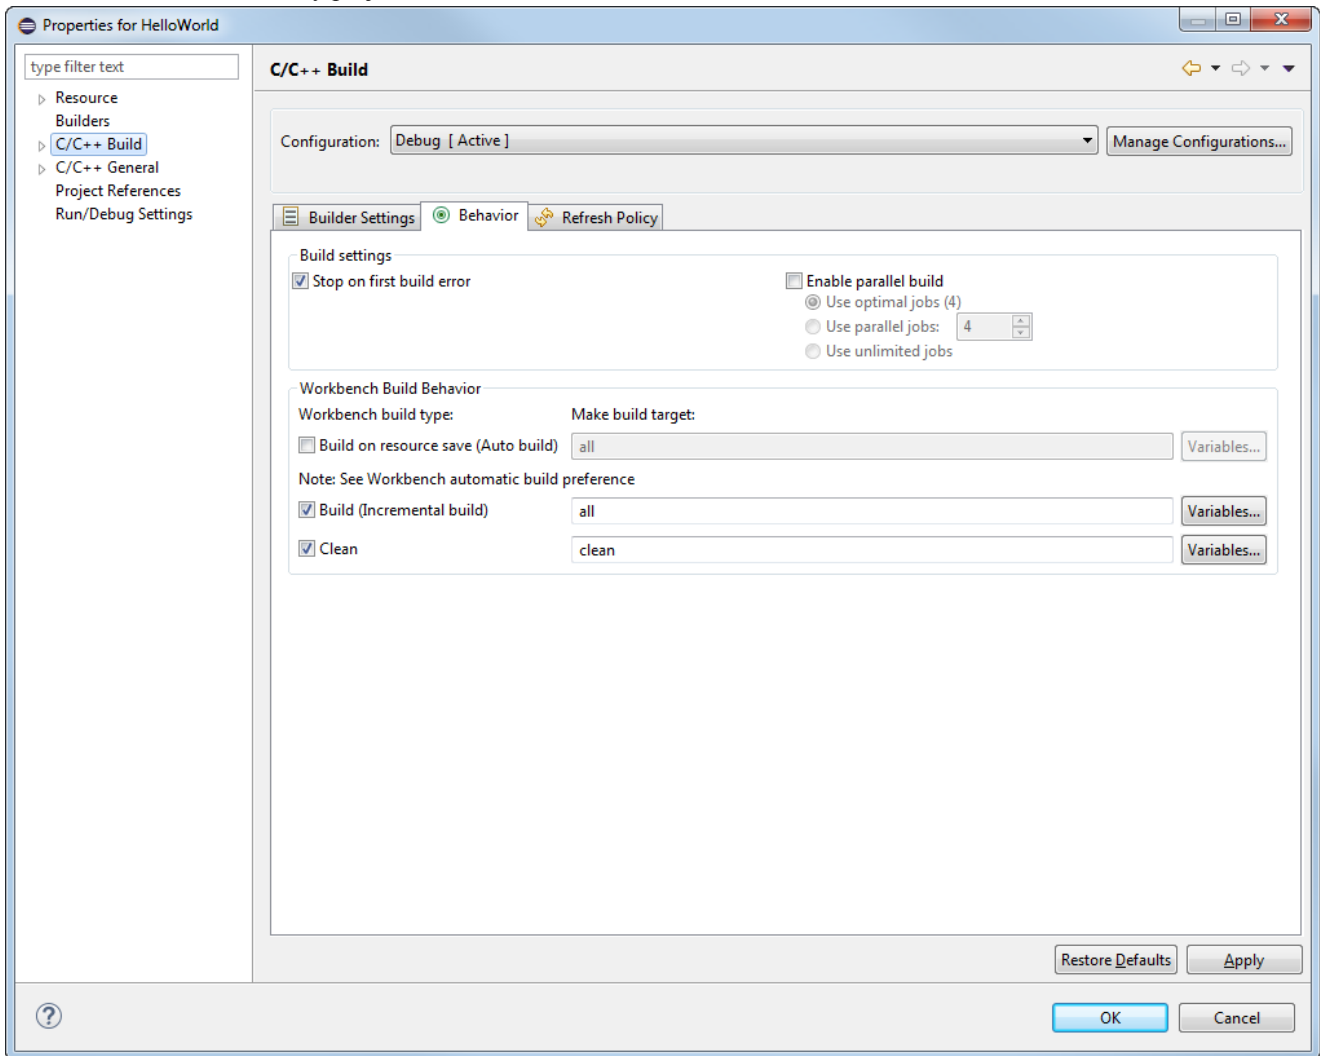 Properties for HelloWorld
type filter text
C/C++ Build
Resource
Builders
C/C++ Build
C/C++ General
Project References
Run/Debug Settings
Configuration: Debug [ Active ] Manage Configurations...
Builder Settings Behavior Refresh Policy
Build settings
Stop on first build error Enable parallel build
Use optimal jobs (4)
Use parallel jobs: 4
Use unlimited jobs
Workbench Build Behavior
Workbench build type: Make build target:
Build on resource save (Auto build) all Variables...
Note: See Workbench automatic build preference
Build (Incremental build) all Variables...
Clean clean Variables...
Restore Defaults Apply
OK Cancel